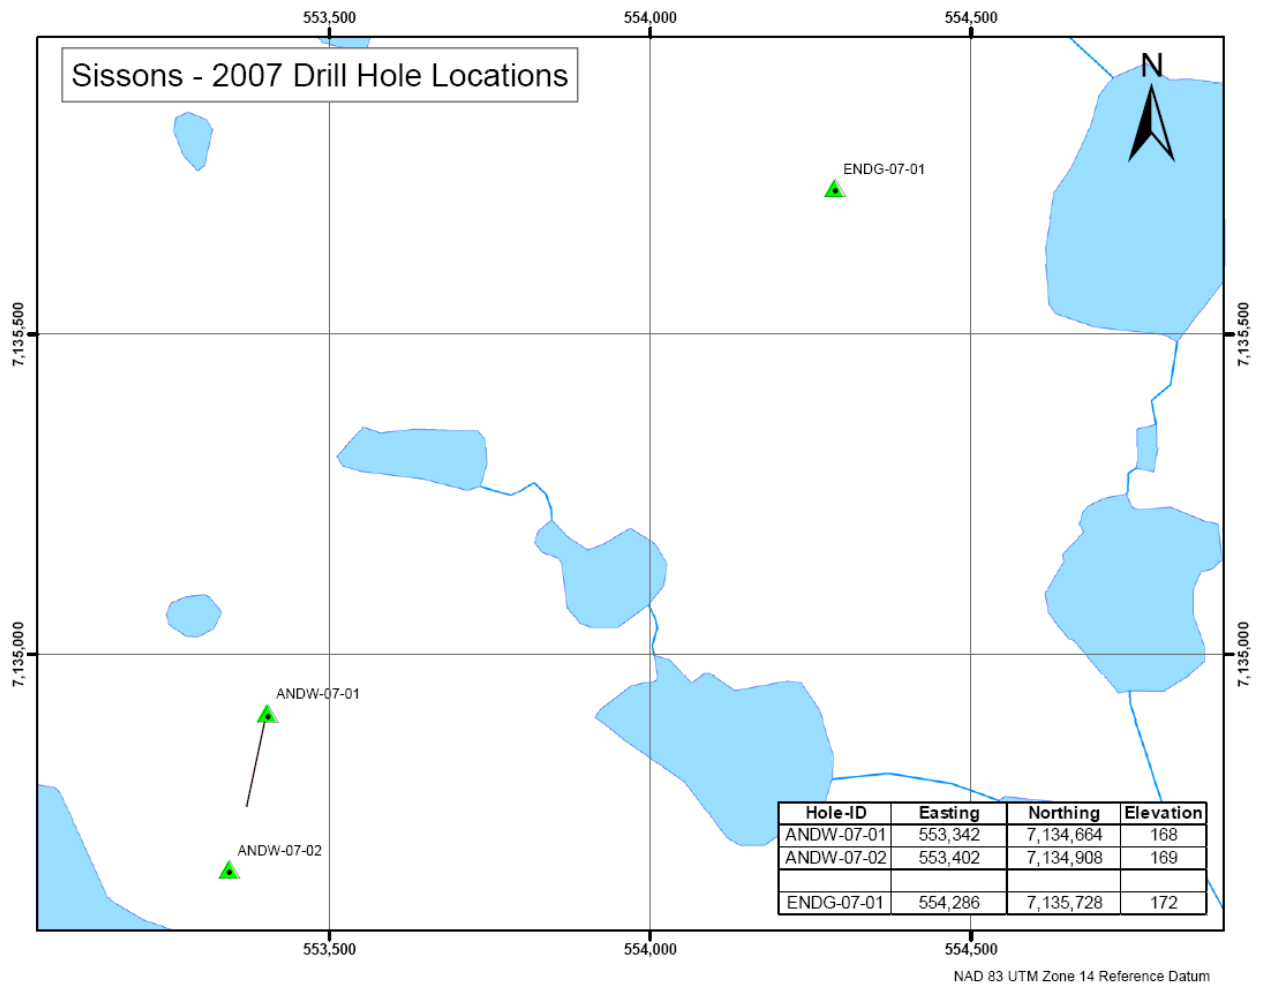 553,500 554,000 554,500
Sissons - 2007 Drill Hole Locations
N
ENDG-07-01
7,135,500 7,135,500
7,135,000 7,135,000
ANDW-07-01
ANDW-07-02
Hole-ID Easting Northing Elevation
ANDW-07-01 553,342 7,134,664 168
ANDW-07-02 553,402 7,134,908 169
ENDG-07-01 554,286 7,135,728 172
553,500 554,000 554,500
NAD 83 UTM Zone 14 Reference Datum